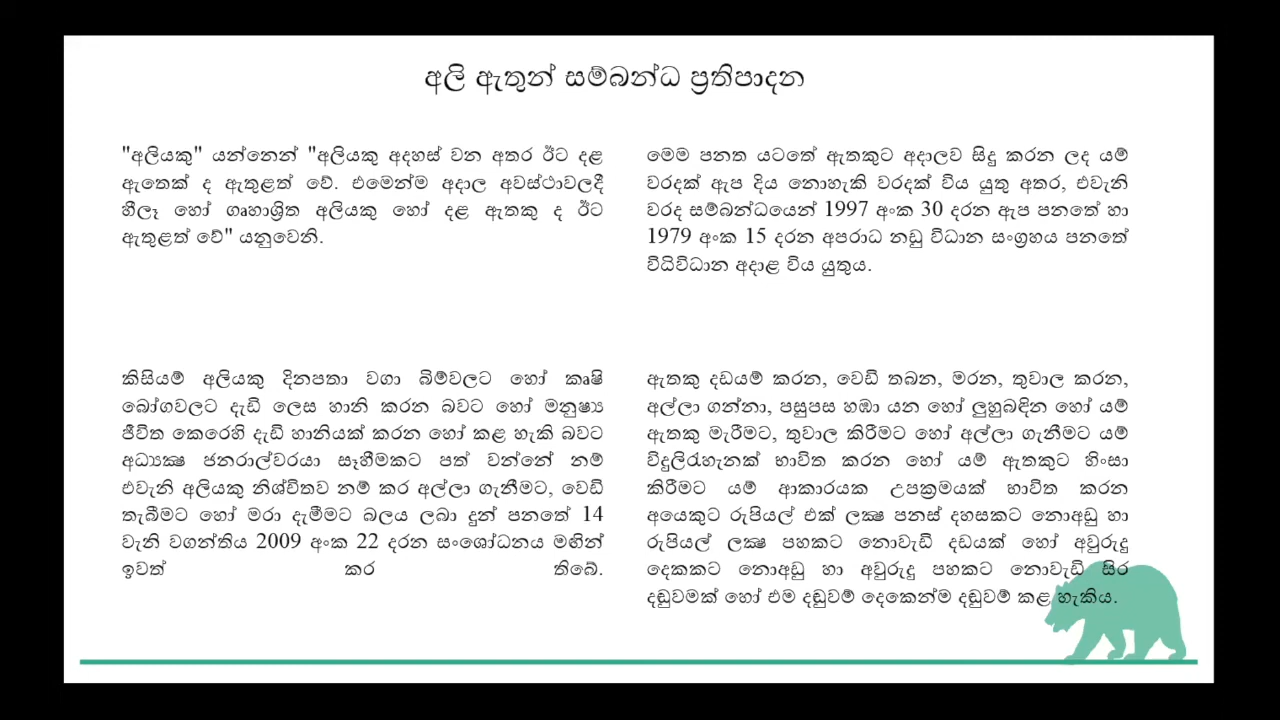 අලි ඇතුන් සම්බන්ධ ප්‍රතිපාදන
"අලියකු" යන්නෙන් "අලියකු අදහස් වන අතර ඊට දළ
ඇතෙක් ද ඇතුළත් වේ. එමෙන්ම අදාල අවස්ථාවලදී
හීලෑ හෝ ගෘහාශ්‍රිත අලියකු හෝ දළ ඇතකු ද ඊට
ඇතුළත් වේ" යනුවෙනි.
මෙම පනත යටතේ ඇතකුට අදාලව සිදු කරන ලද යම්
වරදක් ඇප දිය නොහැකි වරදක් විය යුතු අතර, එවැනි
වරද සම්බන්ධයෙන් 1997 අංක 30 දරන ඇප පනතේ හා
1979 අංක 15 දරන අපරාධ නඩු විධාන සංග්‍රහය පනතේ
විධිවිධාන අදාළ විය යුතුය.
කිසියම් අලියකු දිනපතා වගා බිම්වලට හෝ කෘෂි
බෝගවලට දැඩි ලෙස හානි කරන බවට හෝ මනුෂ්‍ය
ජීවිත කෙරෙහි දැඩි හානියක් කරන හෝ කළ හැකි බවට
අධ්‍යක්‍ෂ ජනරාල්වරයා සෑහීමකට පත් වන්නේ නම්
එවැනි අලියකු නිශ්චිතව නම් කර අල්ලා ගැනීමට, වෙඩි
තැබීමට හෝ මරා දැමීමට බලය ලබා දුන් පනතේ 14
වැනි වගන්තිය 2009 අංක 22 දරන සංශෝධනය මඟින්
ඉවත් කර තිබේ.
ඇතකු දඩයම් කරන, වෙඩි තබන, මරන, තුවාල කරන,
අල්ලා ගන්නා, පසුපස හඹා යන හෝ ලුහුබඳින හෝ යම්
ඇතකු මැරීමට, තුවාල කිරීමට හෝ අල්ලා ගැනීමට යම්
විදුලිරැහැනක් භාවිත කරන හෝ යම් ඇතකුට හිංසා
කිරීමට යම් ආකාරයක උපක්‍රමයක් භාවිත කරන
අයෙකුට රුපියල් එක් ලක්‍ෂ පනස් දහසකට නොඅඩු හා
රුපියල් ලක්‍ෂ පහකට නොවැඩි දඩයක් හෝ අවුරුදු
දෙකකට නොඅඩු හා අවුරුදු පහකට නොවැඩි සිර
දඬුවමක් හෝ එම දඬුවම් දෙකෙන්ම දඬුවම් කළ හැකිය.